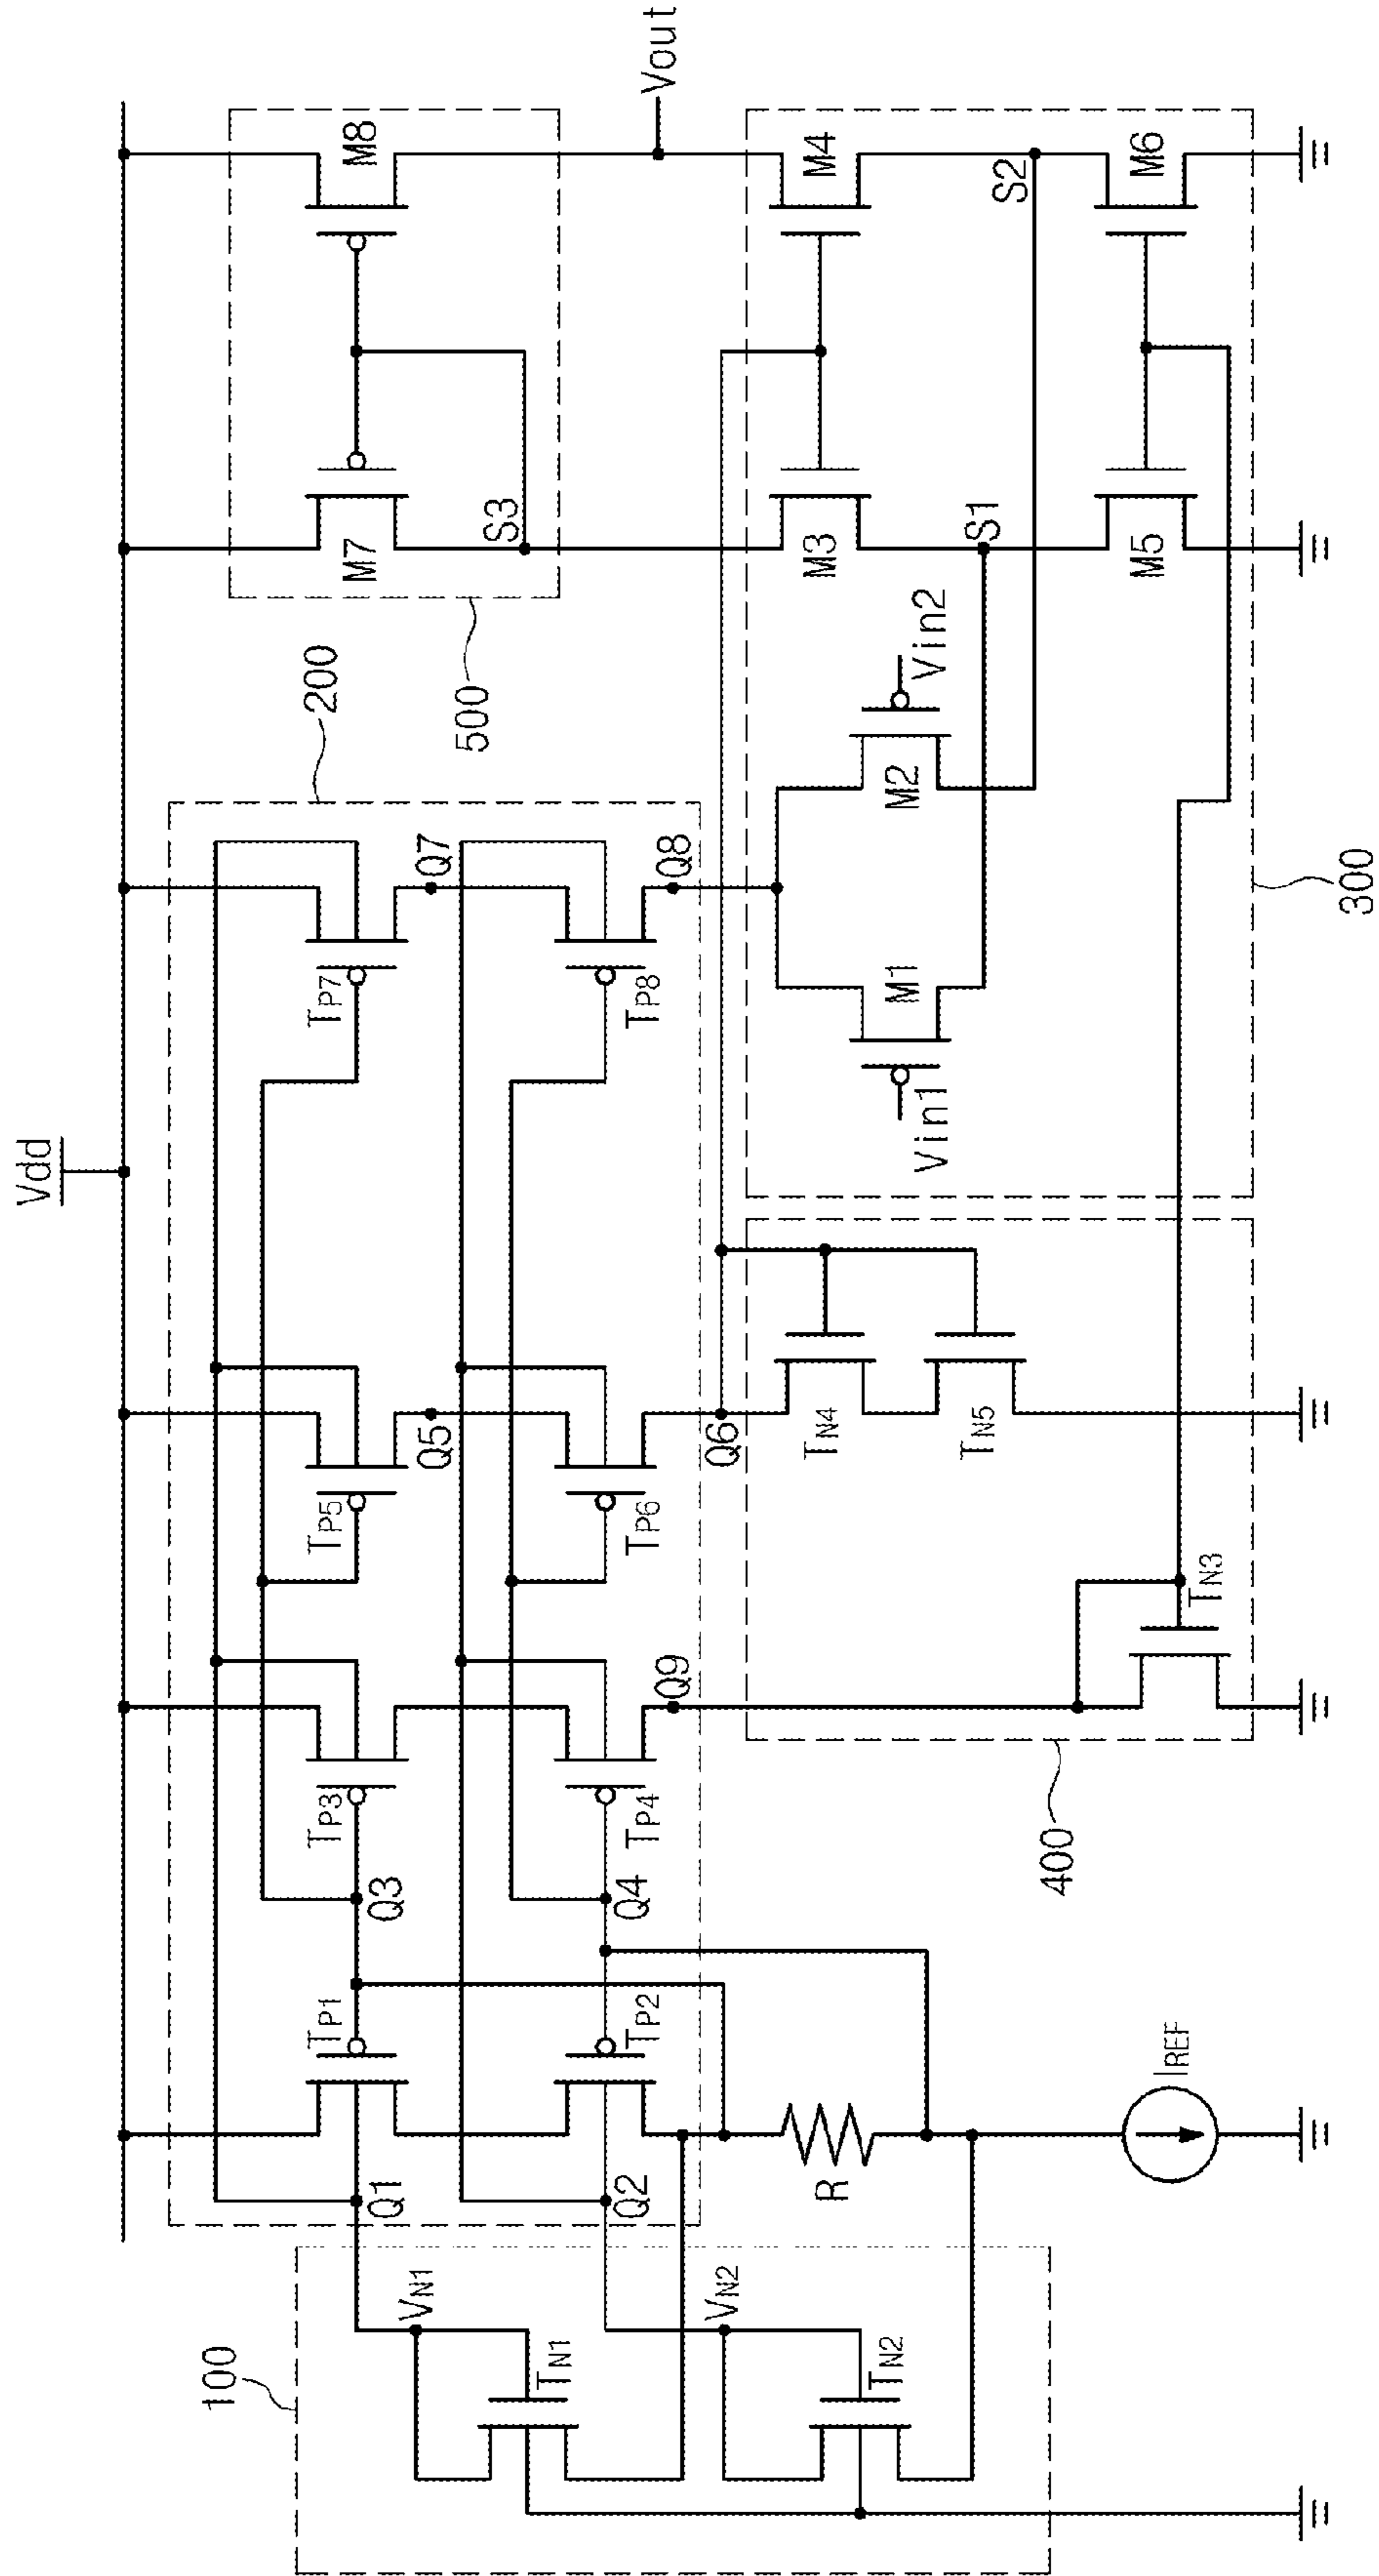 Vdd
Vout
200
500
M7
M8
S3
TP1
TP3
TP5
TP7
Q1
Q3
Q5
Q7
TP2
TP4
TP6
TP8
Q2
Q4
Q9
Q6
Q8
100
VN1
TN1
VN2
TN2
R
IREF
TN4
TN5
TN3
400
Vin1
M1
M2
Vin2
M3
M4
S1
S2
M5
M6
300